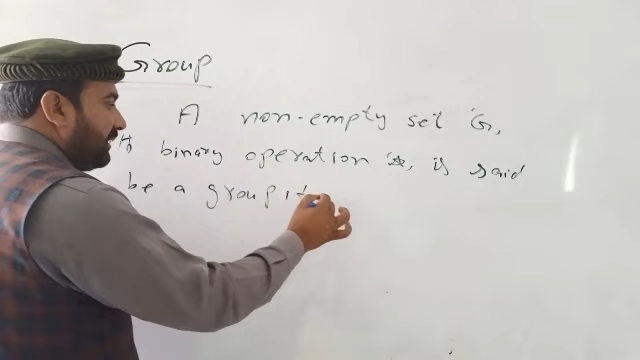 Group
A non-empty set 'G',
binary operation '*', is said
be a group if